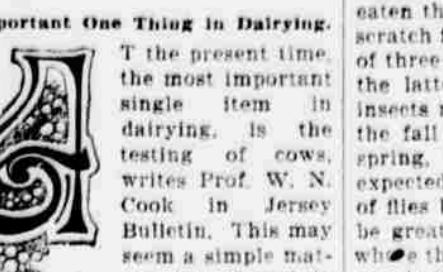 portant One Thing in Dairying.
AT the present time,
the most important
single item in
dairying, is the
testing of cows,
writes Prof. W. N.
Cook in Jersey
Bulletin. This may
seem a simple mat-
eaten th
scratch f
of three
the latt
insects
the fall
spring,
expected
of flies
be great
whose th